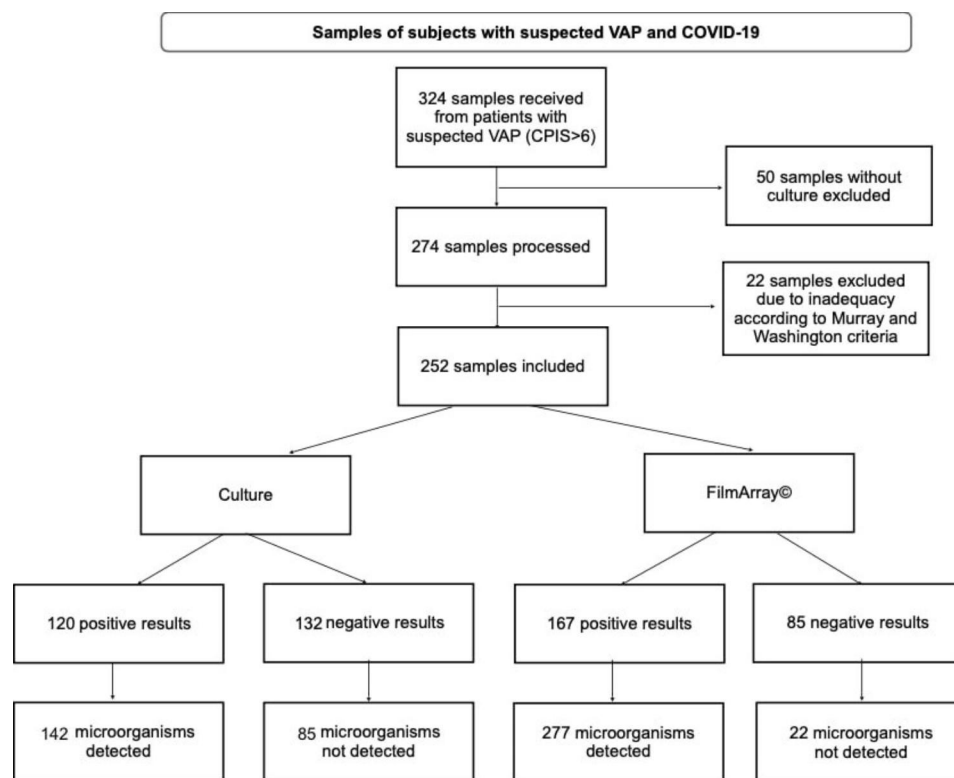 Samples of subjects with suspected VAP and COVID-19
324 samples received
from patients with
suspected VAP (CPIS>6)
50 samples without
culture excluded
274 samples processed
22 samples excluded
due to inadequacy
according to Murray and
Washington criteria
252 samples included
Culture
FilmArray©
120 positive results
132 negative results
167 positive results
85 negative results
142 microorganisms
detected
85 microorganisms
not detected
277 microorganisms
detected
22 microorganisms
not detected